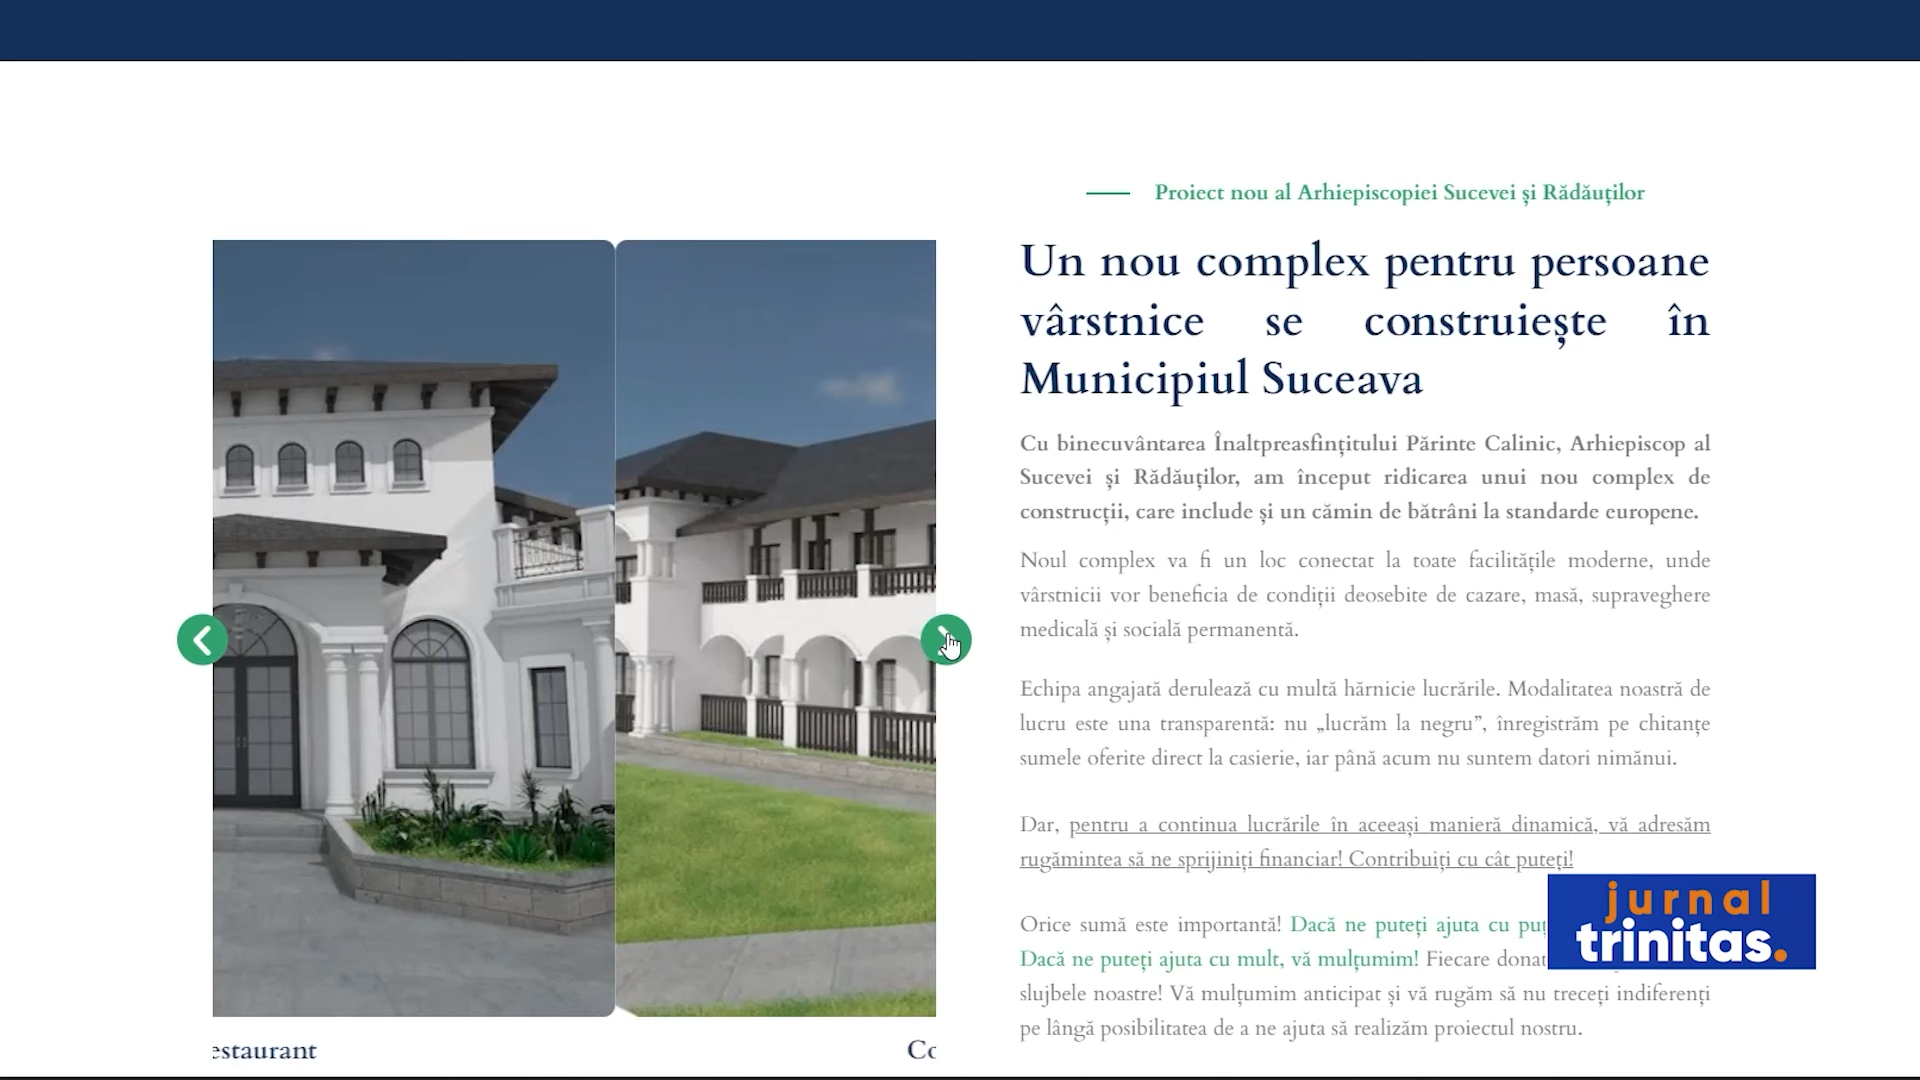 Proiect nou al Arhiepiscopiei Sucevei și Rădăuților
Un nou complex pentru persoane
vârstnice se construiește în
Municipiul Suceava
Cu binecuvântarea Înaltpreasfințitului Părinte Calinic, Arhiepiscop al
Sucevei și Rădăuților, am început ridicarea unui nou complex de
construcții, care include și un cămin de bătrâni la standarde europene.
Noul complex va fi un loc conectat la toate facilitățile moderne, unde
vârstnicii vor beneficia de condiții deosebite de cazare, masă, supraveghere
medicală și socială permanentă.
Echipa angajată derulează cu multă hărnicie lucrările. Modalitatea noastră de
lucru este una transparentă: nu „lucrăm la negru”, înregistrăm pe chitanțe
sumele oferite direct la casierie, iar până acum nu suntem datori nimănui.
Dar, pentru a continua lucrările în aceeași manieră dinamică, vă adresăm
rugămintea să ne sprijiniți financiar! Contribuiți cu cât puteți!
Orice sumă este importantă! Dacă ne puteți ajuta cu
Dacă ne puteți ajuta cu mult, vă mulțumim! Fiecare
slujbele noastre! Vă mulțumim anticipat și vă rugăm să nu treceți indiferenți
pe lângă posibilitatea de a ne ajuta să realizăm proiectul nostru.
estaurant
Co
jurnal
trinitas.